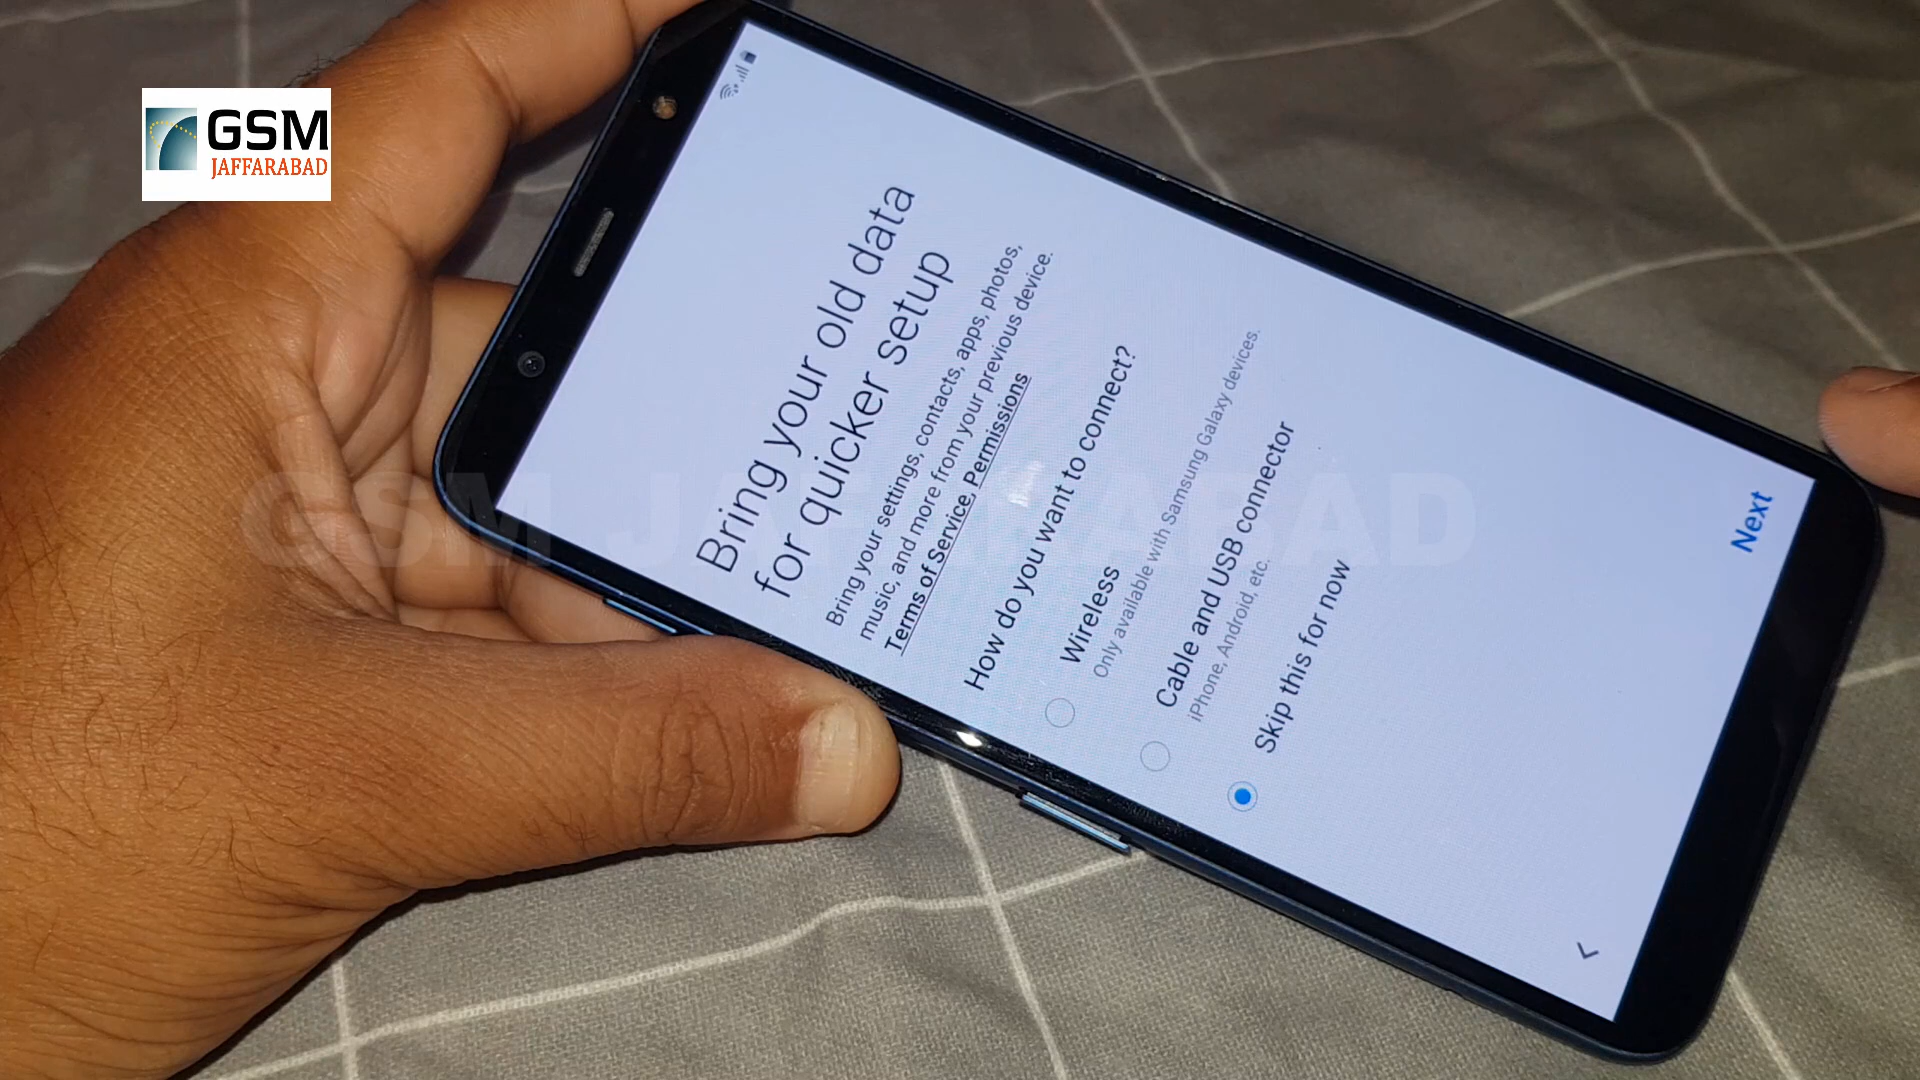 GSM
JAFFARABAD
Bring your old data
for quicker setup
Bring your settings, contacts, apps, photos,
music, and more from your previous device.
Terms of Service, Permissions
How do you want to connect?
Wireless
Only available with Samsung Galaxy devices.
Cable and USB connector
iPhone, Android, etc.
Skip this for now
Next
GSM JAFFARABAD